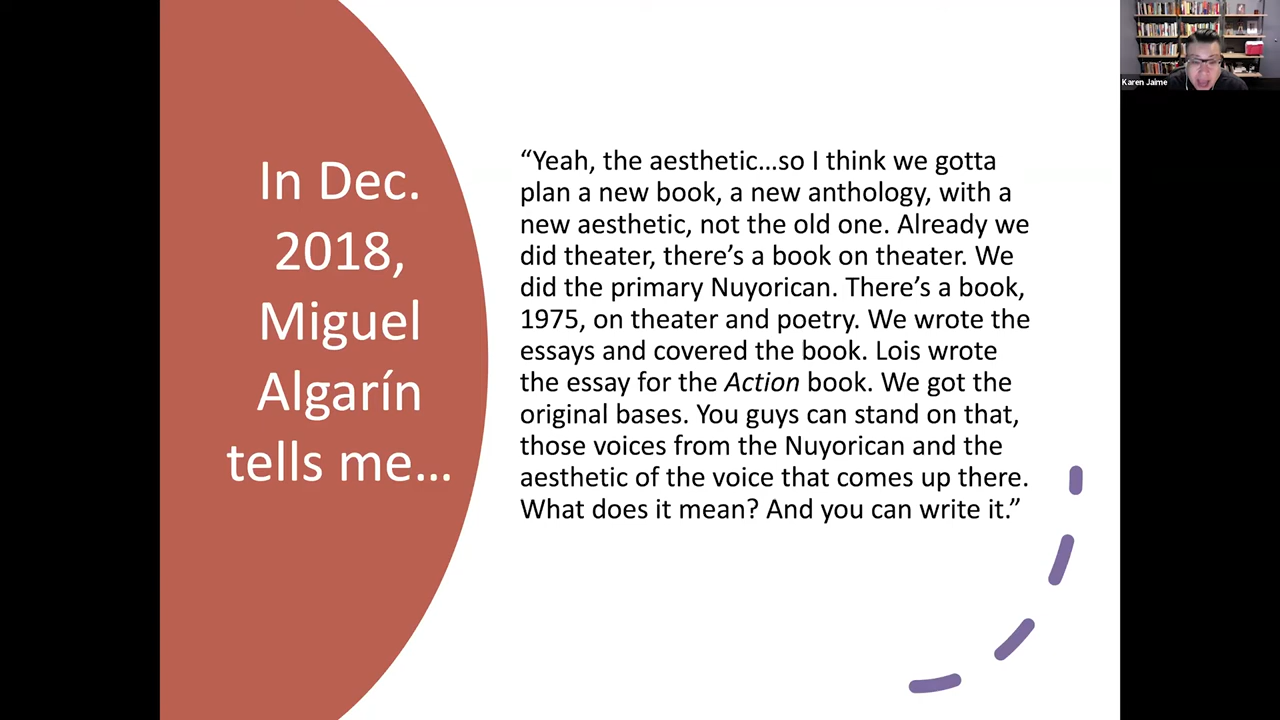 In Dec.
2018,
Miguel
Algarín
tells me…
“Yeah, the aesthetic…so I think we gotta
plan a new book, a new anthology, with a
new aesthetic, not the old one. Already we
did theater, there’s a book on theater. We
did the primary Nuyorican. There’s a book,
1975, on theater and poetry. We wrote the
essays and covered the book. Lois wrote
the essay for the Action book. We got the
original bases. You guys can stand on that,
those voices from the Nuyorican and the
aesthetic of the voice that comes up there.
What does it mean? And you can write it.”
Karen Jaime